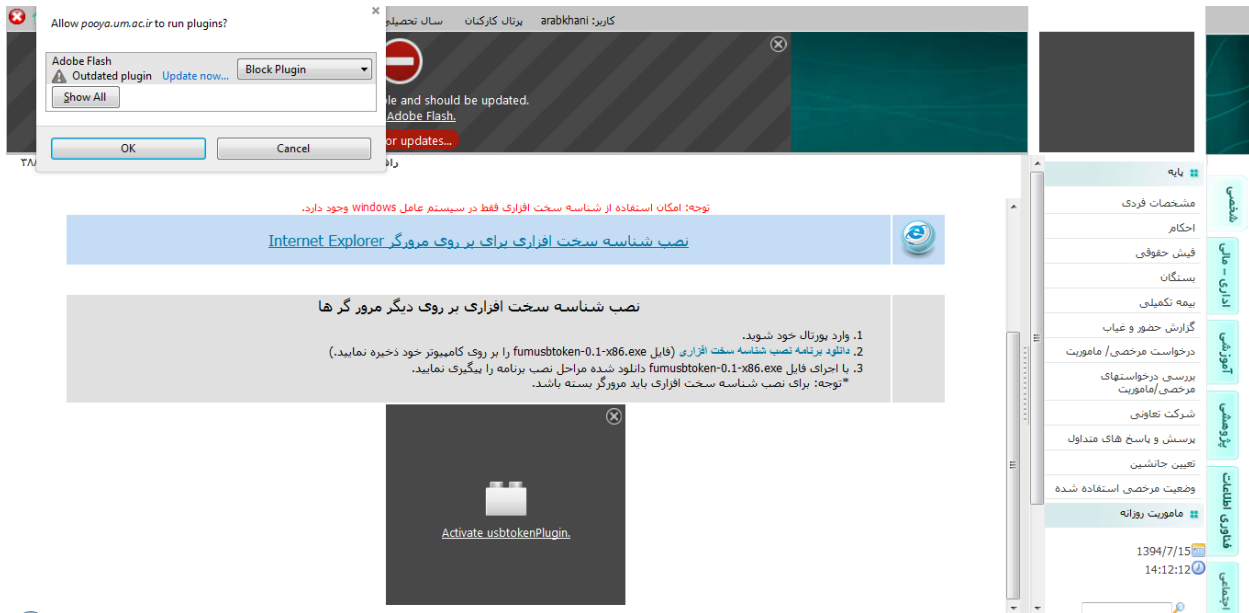 کاربر: arabkhani
پرتال کارکنان
سال تحصیلی
Allow pooya.um.ac.ir to run plugins?
Adobe Flash
Outdated plugin
Update now...
Block Plugin
Show All
OK
Cancel
and should be updated.
Adobe Flash.
updates...
توجه: امکان استفاده از شناسه سخت افزاری فقط در سیستم عامل windows وجود دارد.
نصب شناسه سخت افزاری برای بر روی مرورگر Internet Explorer
نصب شناسه سخت افزاری بر روی دیگر مرور گر ها
1. وارد پورتال خود شوید.
2. دانلود برنامه نصب شناسه سخت افزاری (فایل fumusbtoken-0.1-x86.exe را بر روی کامپیوتر خود ذخیره نمایید.)
3. با اجرای فایل fumusbtoken-0.1-x86.exe دانلود شده مراحل نصب برنامه را پیگیری نمایید.
*توجه: برای نصب شناسه سخت افزاری باید مرورگر بسته باشد.
Activate usbtokenPlugin.
پایه
مشخصات فردی
احکام
فیش حقوقی
بستگان
بیمه تکمیلی
گزارش حضور و غیاب
درخواست مرخصی/ ماموریت
بررسی درخواستهای
مرخصی/ماموریت
شرکت تعاونی
پرسش و پاسخ های متداول
تعیین جانشین
وضعیت مرخصی استفاده شده
ماموریت روزانه
1394/7/15
14:12:12
شخصی
اداری - مالی
آموزشی
پژوهشی
فناوری اطلاعات
اجتماعی